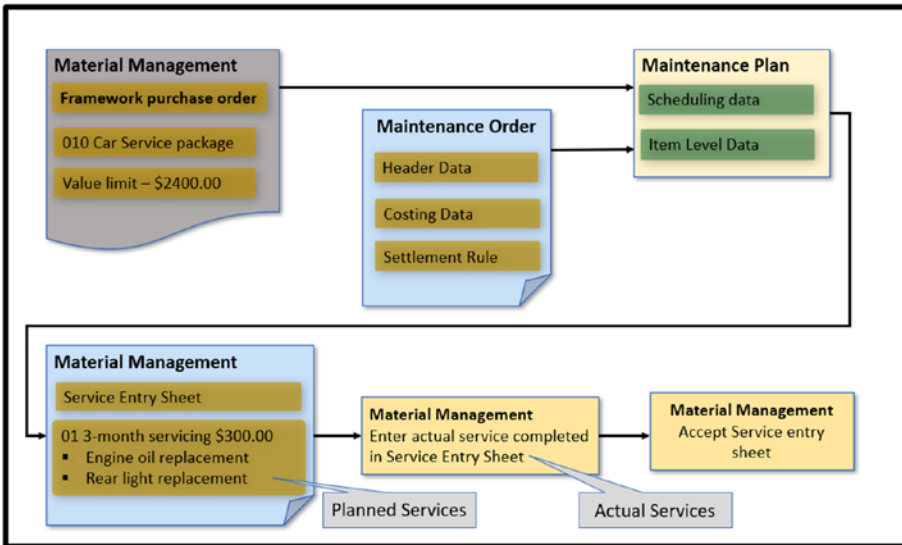 Material Management
Framework purchase order
010 Car Service package
Value limit – $2400.00
Maintenance Order
Header Data
Costing Data
Settlement Rule
Maintenance Plan
Scheduling data
Item Level Data
Material Management
Service Entry Sheet
01 3-month servicing $300.00
▪ Engine oil replacement
▪ Rear light replacement
Planned Services
Material Management
Enter actual service completed
in Service Entry Sheet
Actual Services
Material Management
Accept Service entry
sheet